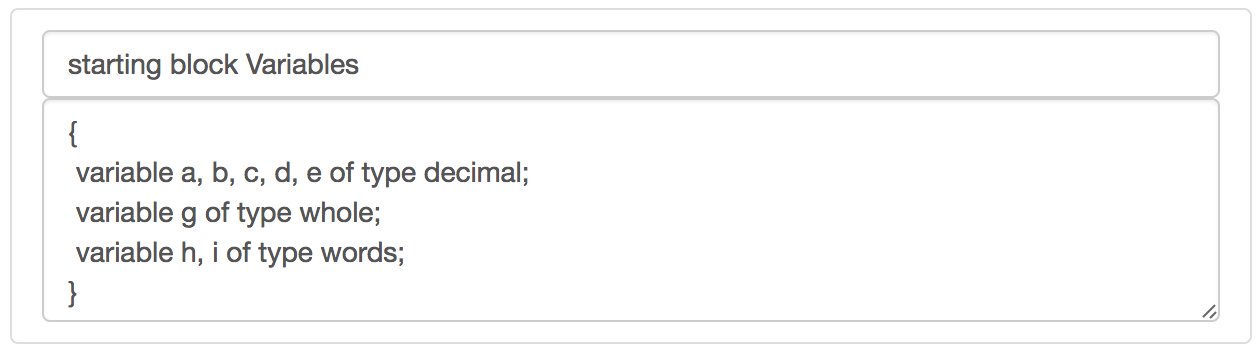 starting block Variables
{
variable a, b, c, d, e of type decimal;
variable g of type whole;
variable h, i of type words;
}